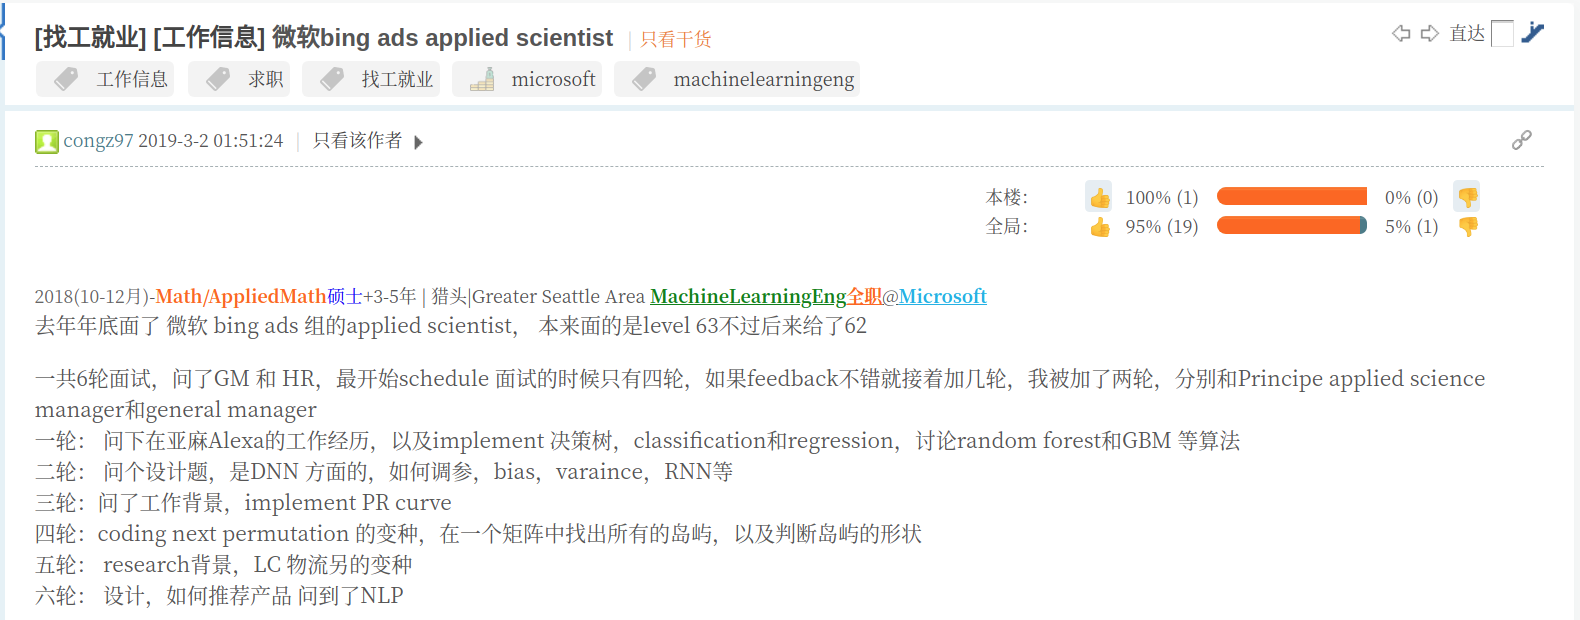 [找工就业] [工作信息] 微软bing ads applied scientist | 只看干货 直达
工作信息 求职 找工就业 microsoft machinelearningeng
congz97 2019-3-2 01:51:24 | 只看该作者
本楼： 100% (1) 0% (0)
全局： 95% (19) 5% (1)
2018(10-12月)-Math/AppliedMath硕士+3-5年 | 猎头|Greater Seattle Area MachineLearningEng全职@Microsoft
去年年底面了 微软 bing ads 组的applied scientist， 本来面的是level 63不过后来给了62
一共6轮面试，问了GM 和 HR，最开始schedule 面试的时候只有四轮，如果feedback不错就接着加几轮，我被加了两轮，分别和Principe applied science
manager和general manager
一轮： 问下在亚麻Alexa的工作经历，以及implement 决策树，classification和regression，讨论random forest和GBM 等算法
二轮： 问个设计题，是DNN 方面的，如何调参，bias，varaince，RNN等
三轮：问了工作背景，implement PR curve
四轮：coding next permutation 的变种，在一个矩阵中找出所有的岛屿，以及判断岛屿的形状
五轮： research背景，LC 物流另的变种
六轮： 设计，如何推荐产品 问到了NLP